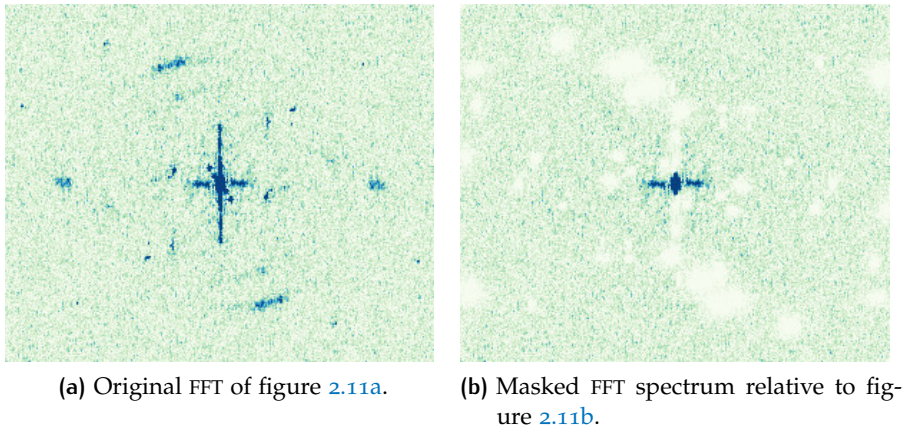 (a) Original FFT of figure 2.11a.
(b) Masked FFT spectrum relative to fig-
ure 2.11b.